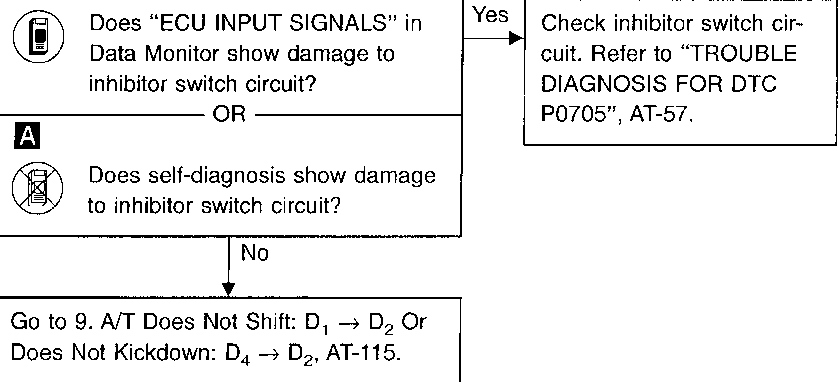 Does “ECU INPUT SIGNALS” in
Data Monitor show damage to
inhibitor switch circuit?
OR
A
Does self-diagnosis show damage
to inhibitor switch circuit?
Yes
Check inhibitor switch cir-
cuit. Refer to “TROUBLE
DIAGNOSIS FOR DTC
P0705”, AT-57.
No
Go to 9. A/T Does Not Shift: D₁ → D₂ Or
Does Not Kickdown: D₄ → D₂, AT-115.